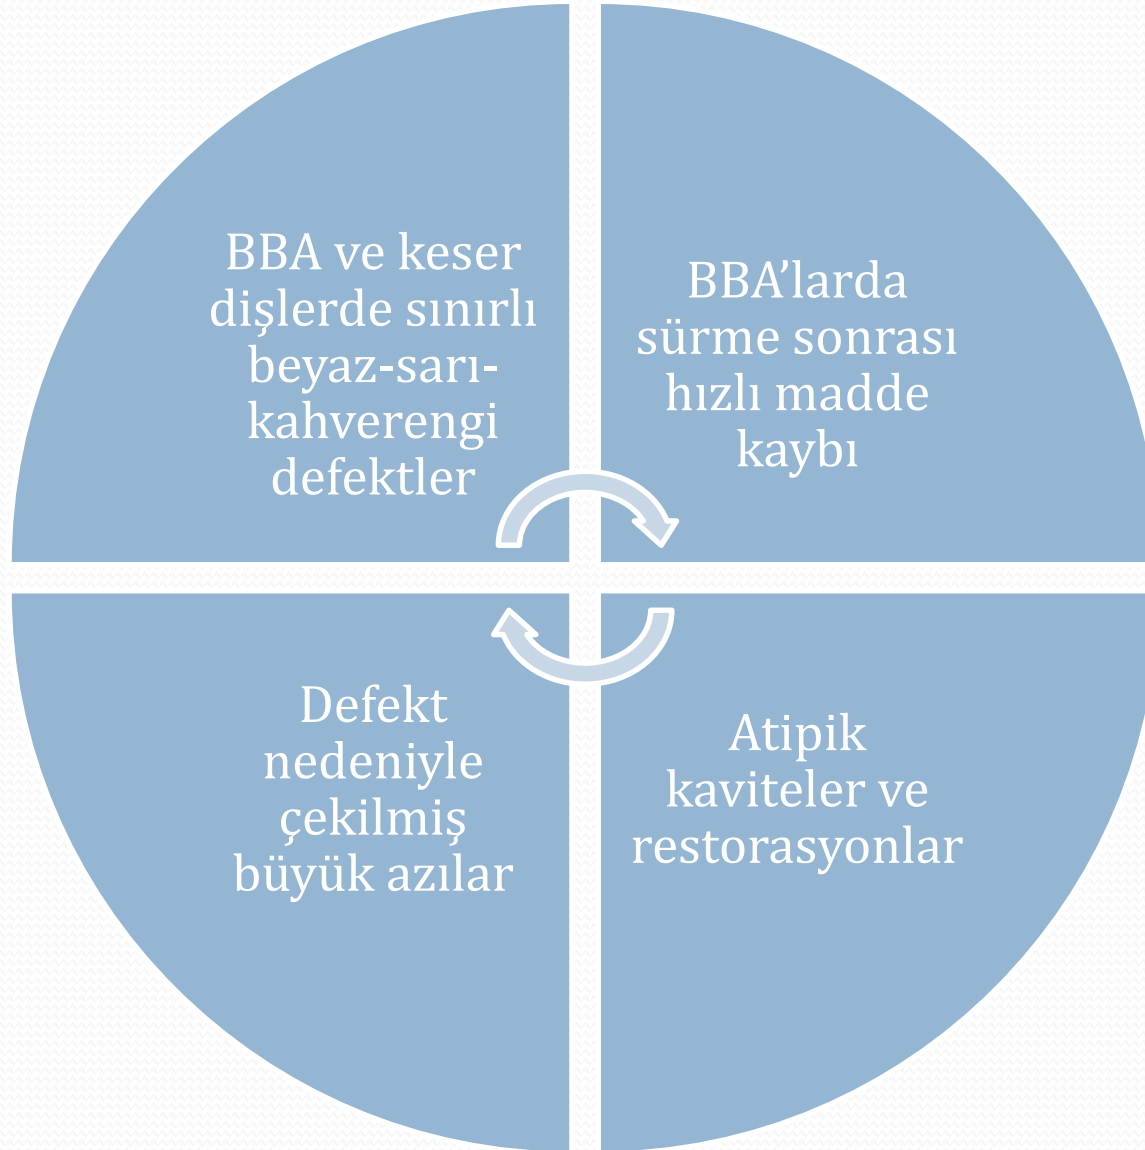 BBA ve keser
dişlerde sınırlı
beyaz-sarı-
kahverengi
defektler
BBA’larda
sürme sonrası
hızlı madde
kaybı
Defekt
nedeniyle
çekilmiş
büyük azılar
Atipik
kaviteler ve
restorasyonlar